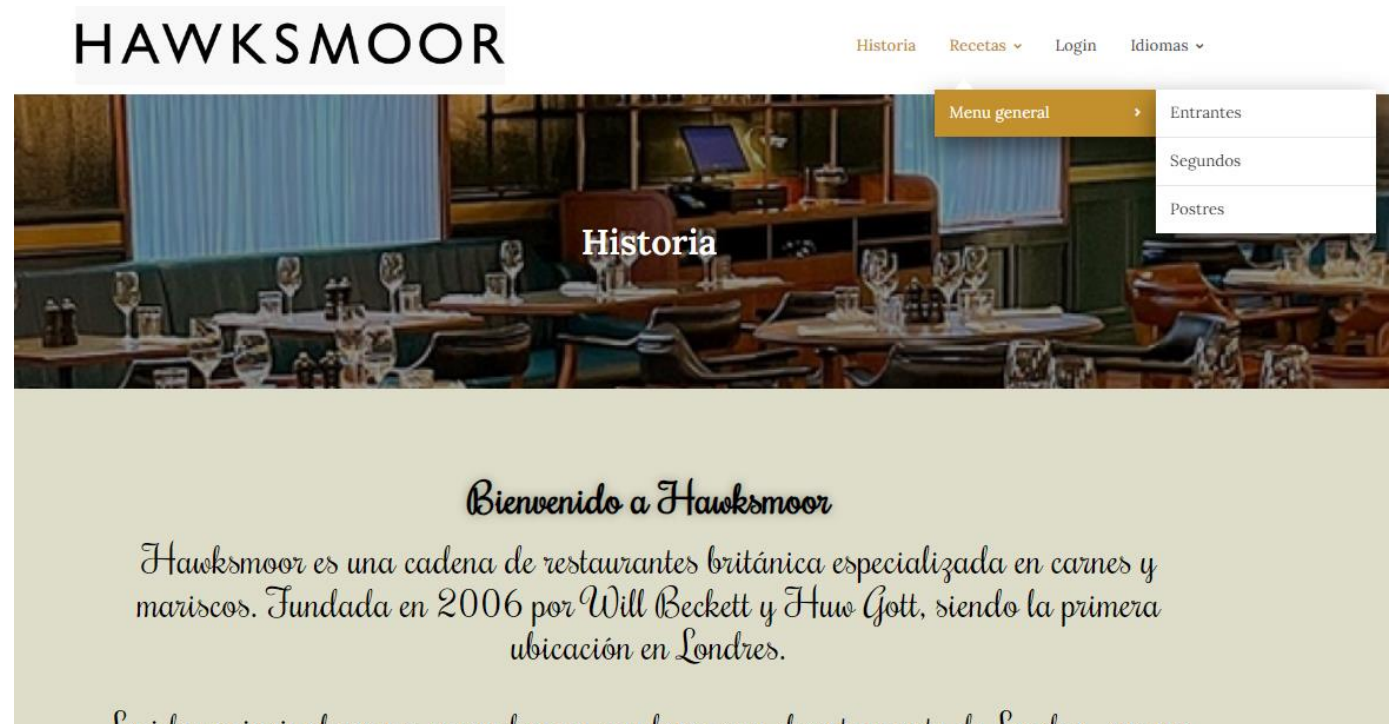 HAWKSMOOR
Historia Recetas Login Idiomas
Menu general
Entrantes
Segundos
Postres
Historia
Bienvenido a Hawksmoor
Hawksmoor es una cadena de restaurantes británica especializada en carnes y
mariscos. Fundada en 2006 por Will Beckett y Huw Gott, siendo la primera
ubicación en Londres.